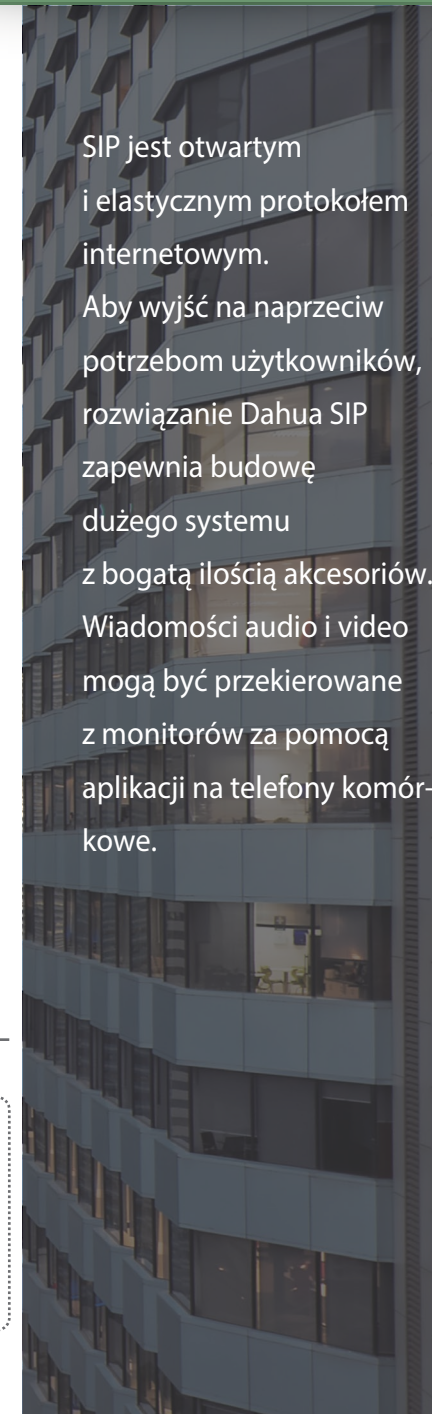 SIP jest otwartym
i elastycznym protokołem
internetowym.
Aby wyjść na naprzeciw
potrzebom użytkowników,
rozwiązanie Dahua SIP
zapewnia budowę
dużego systemu
z bogatą ilością akcesoriów.
Wiadomości audio i video
mogą być przekierowane
z monitorów za pomocą
aplikacji na telefony komór-
kowe.